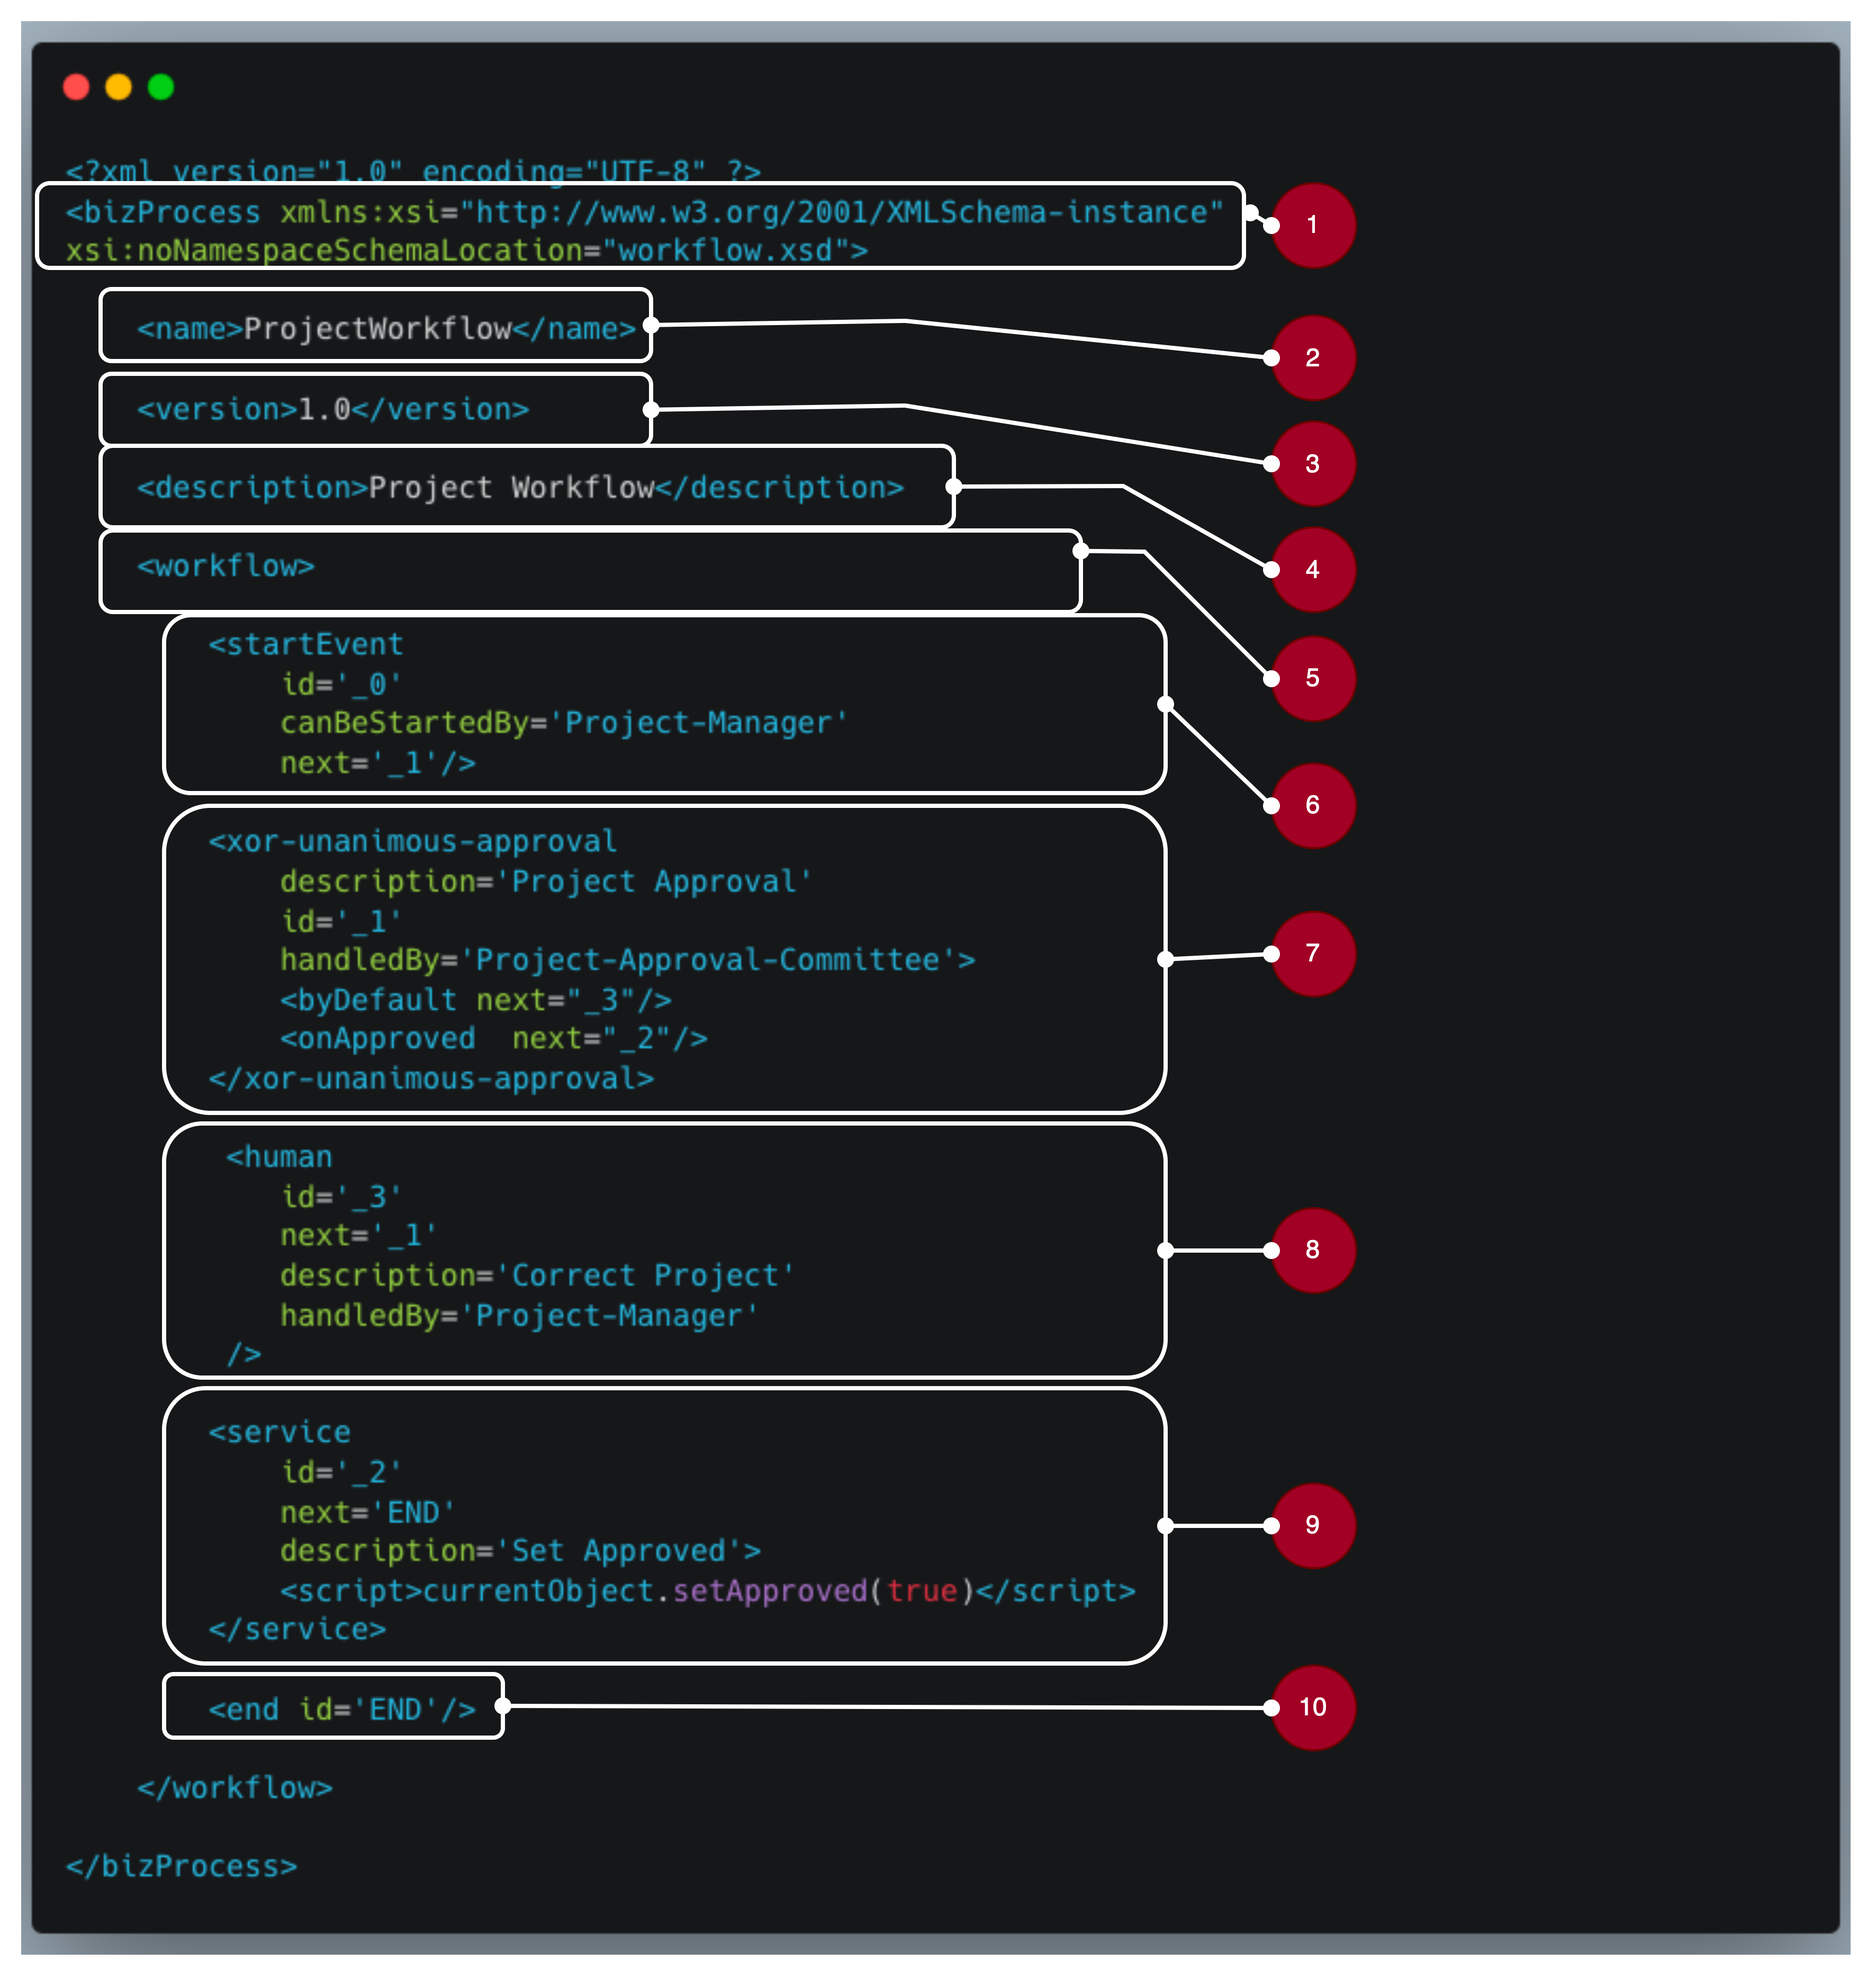 <?xml version="1.0" encoding="UTF-8" ?>
<bizProcess xmlns:xsi="http://www.w3.org/2001/XMLSchema-instance"
xsi:noNamespaceSchemaLocation="workflow.xsd">
1
<name>ProjectWorkflow</name>
2
<version>1.0</version>
3
<description>Project Workflow</description>
4
<workflow>
5
<startEvent
id='_0'
canBeStartedBy='Project-Manager'
next='_1'/>
6
<xor-unanimous-approval
description='Project Approval'
id='_1'
handledBy='Project-Approval-Committee'>
<byDefault next="_3"/>
<onApproved  next="_2"/>
</xor-unanimous-approval>
7
<human
id='_3'
next='_1'
description='Correct Project'
handledBy='Project-Manager'
/>
8
<service
id='_2'
next='END'
description='Set Approved'>
<script>currentObject.setApproved(true)</script>
</service>
9
<end id='END'/>
10
</workflow>
</bizProcess>